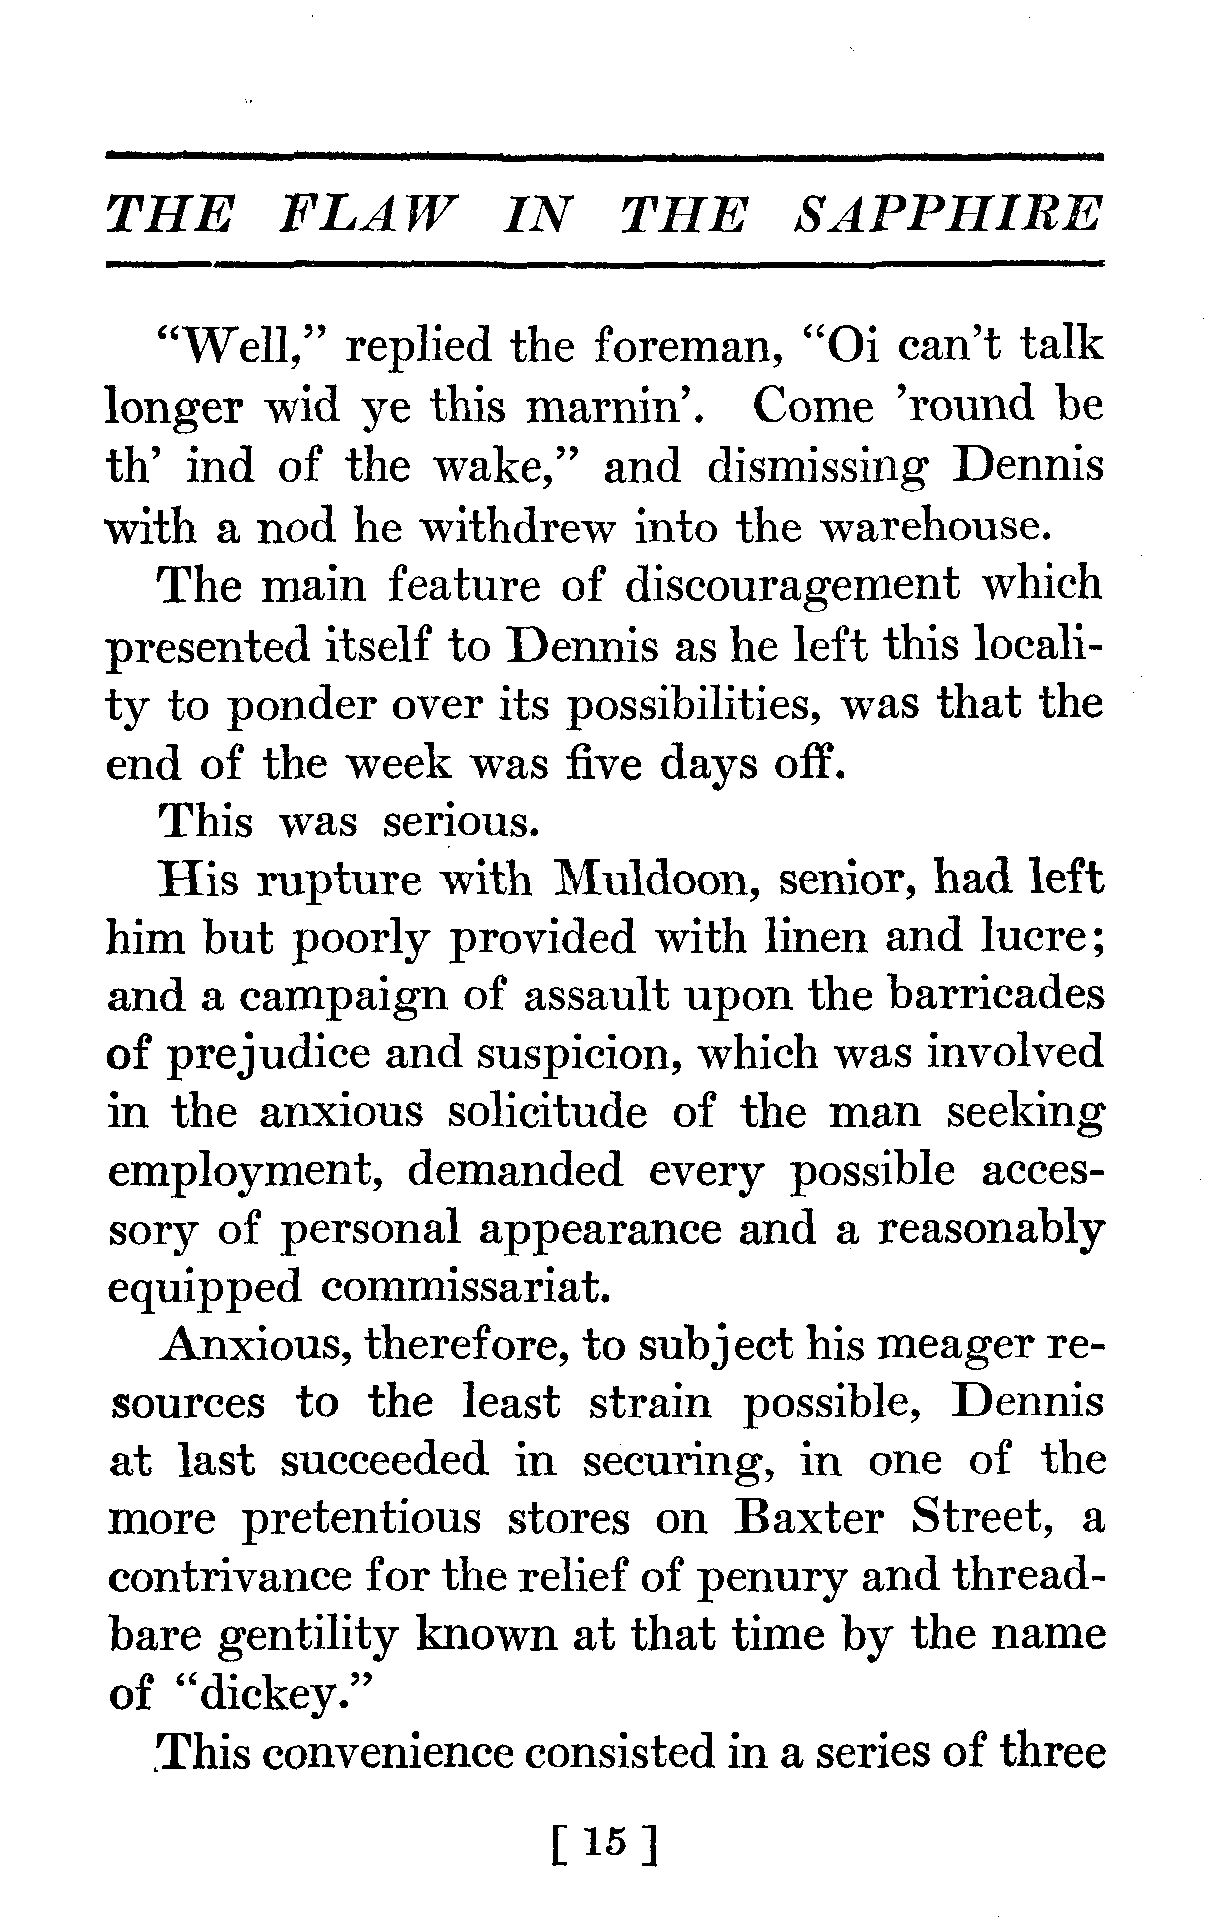 THE FLAW IN THE SAPPHIRE
“Well,” replied the foreman, “Oi can't talk
longer wid ye this marnin'. Come 'round be
th' ind of the wake,” and dismissing Dennis
with a nod he withdrew into the warehouse.
The main feature of discouragement which
presented itself to Dennis as he left this locali-
ty to ponder over its possibilities, was that the
end of the week was five days off.
This was serious.
His rupture with Muldoon, senior, had left
him but poorly provided with linen and lucre;
and a campaign of assault upon the barricades
of prejudice and suspicion, which was involved
in the anxious solicitude of the man seeking
employment, demanded every possible acces-
sory of personal appearance and a reasonably
equipped commissariat.
Anxious, therefore, to subject his meager re-
sources to the least strain possible, Dennis
at last succeeded in securing, in one of the
more pretentious stores on Baxter Street, a
contrivance for the relief of penury and thread-
bare gentility known at that time by the name
of “dickey.”
This convenience consisted in a series of three
[ 15 ]